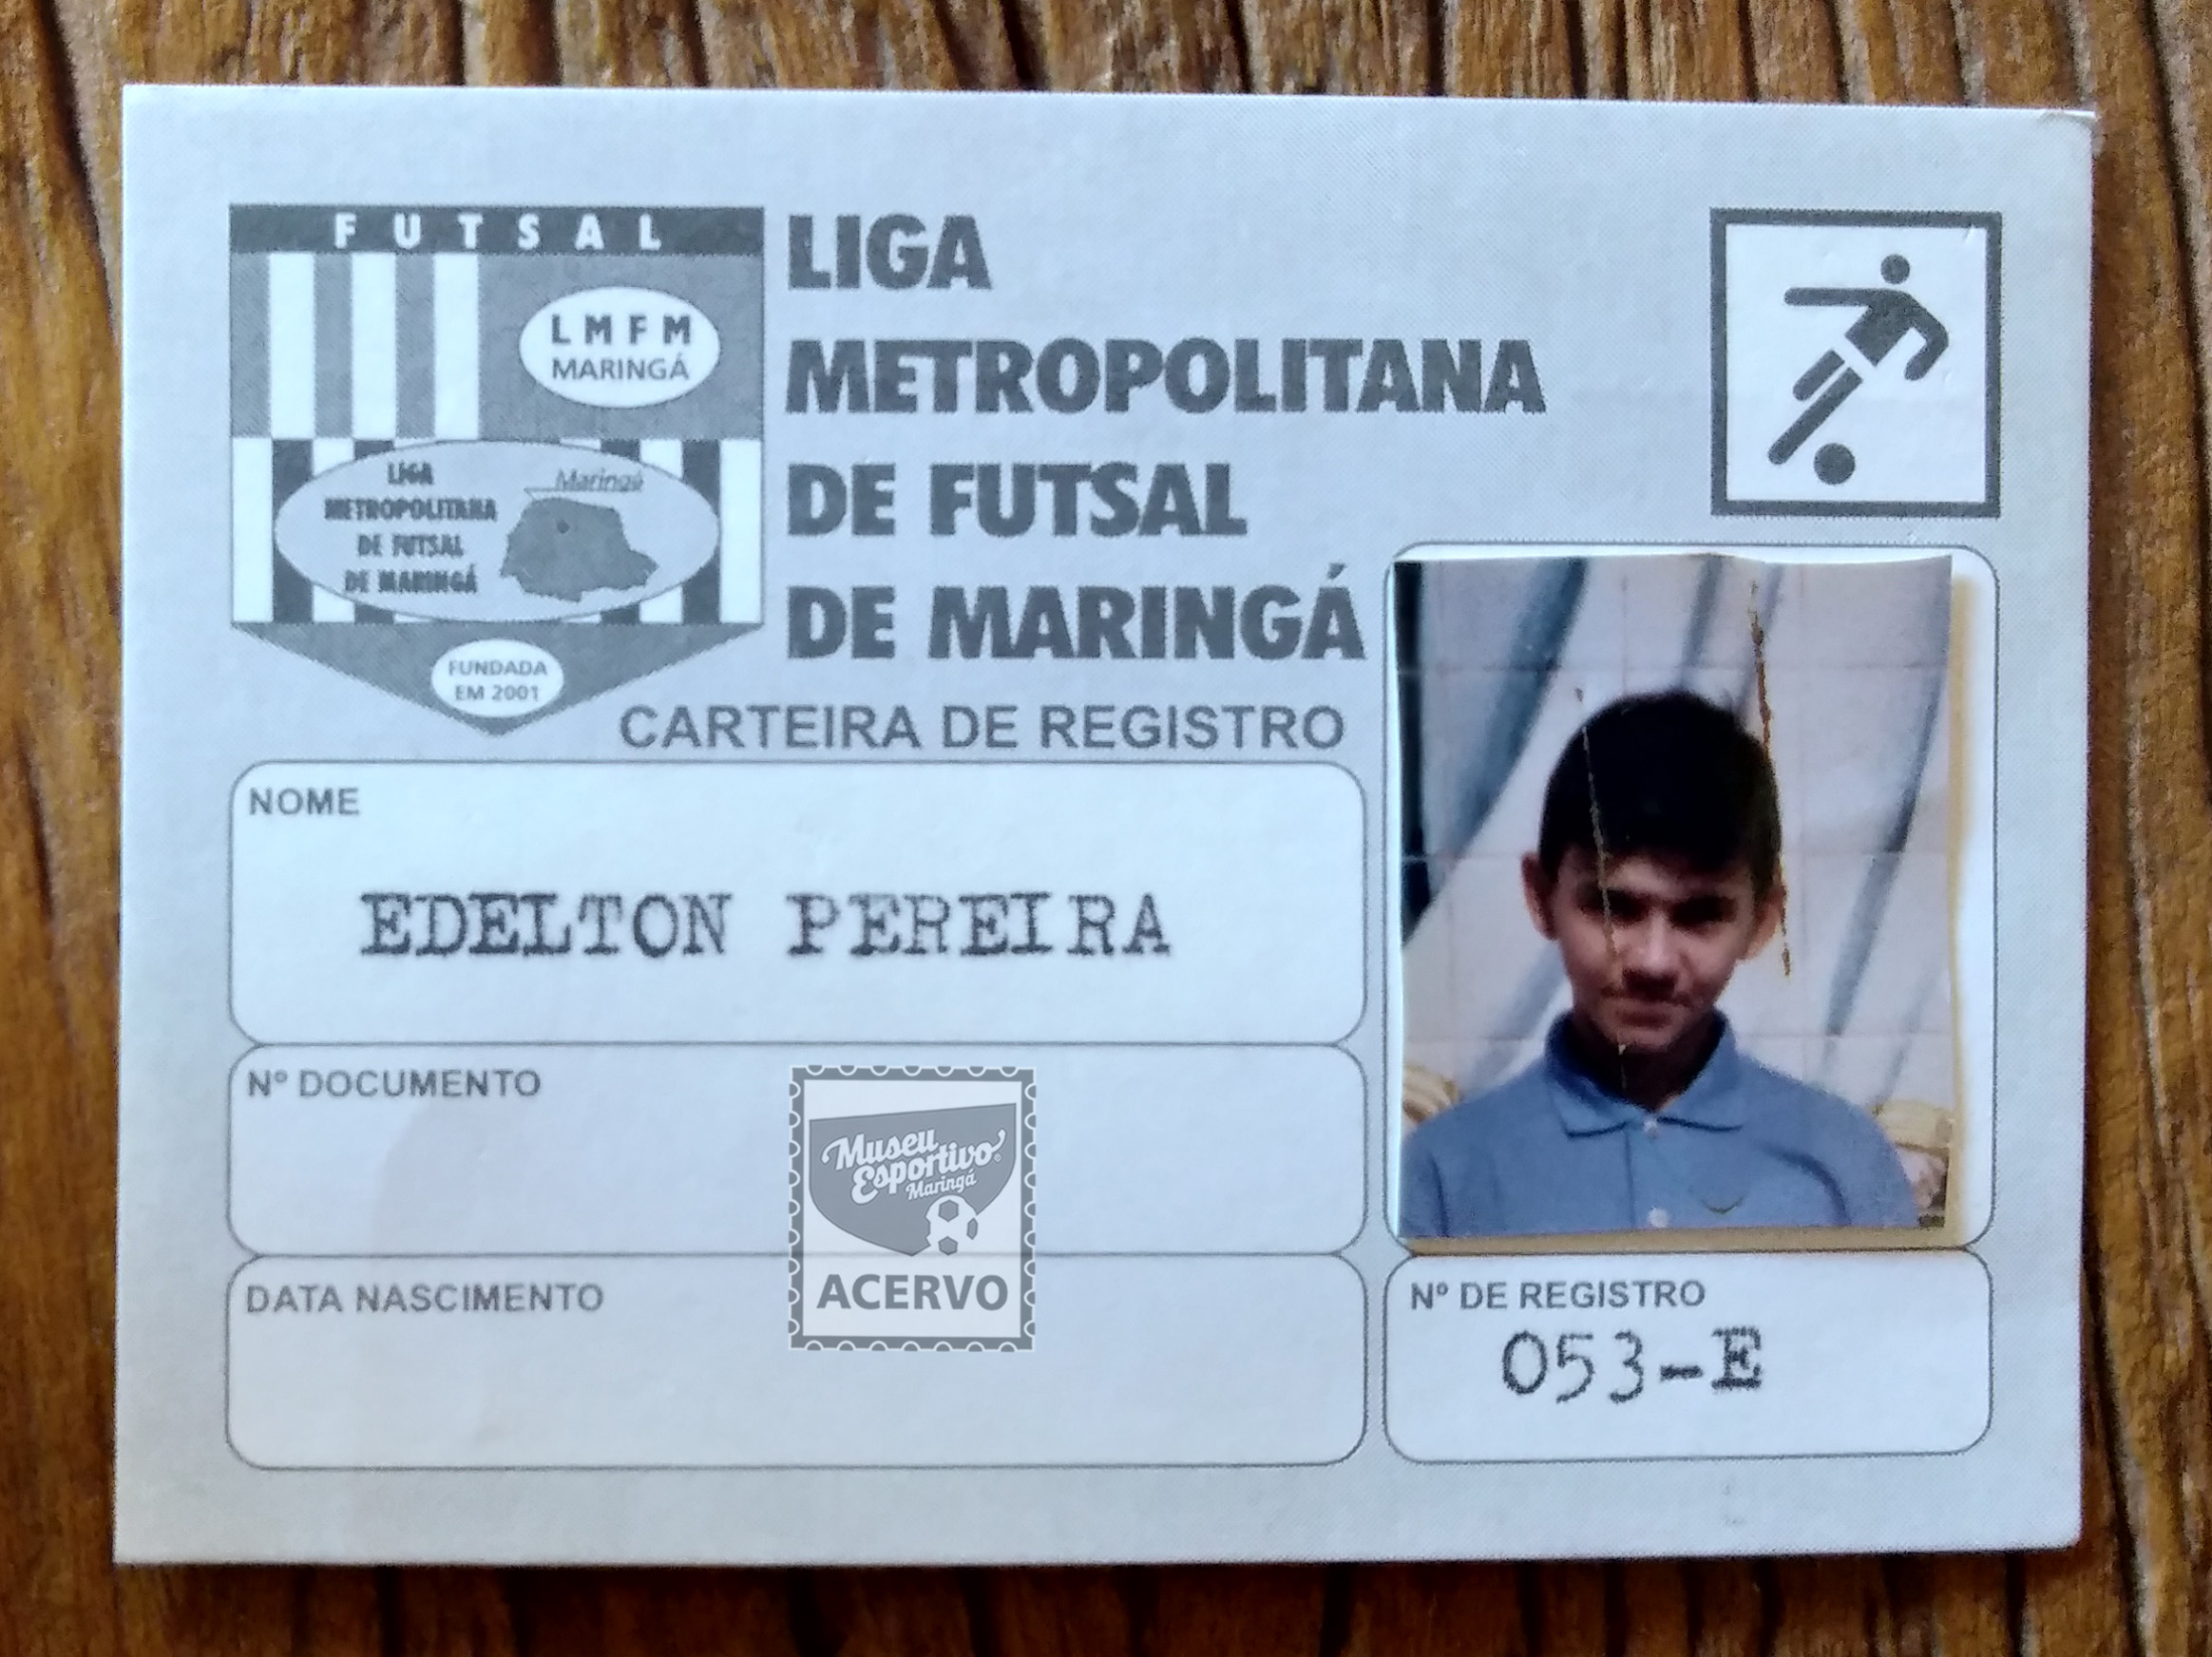 FUTSAL
LMFM
MARINGÁ
LIGA
METROPOLITANA
DE FUTSAL
DE MARINGÁ
Maringá
FUNDADA
EM 2001
LIGA
METROPOLITANA
DE FUTSAL
DE MARINGÁ
CARTEIRA DE REGISTRO
NOME
EDELTON PEREIRA
Nº DOCUMENTO
Museu
Esportivo
Maringá
ACERVO
DATA NASCIMENTO
Nº DE REGISTRO
053-E